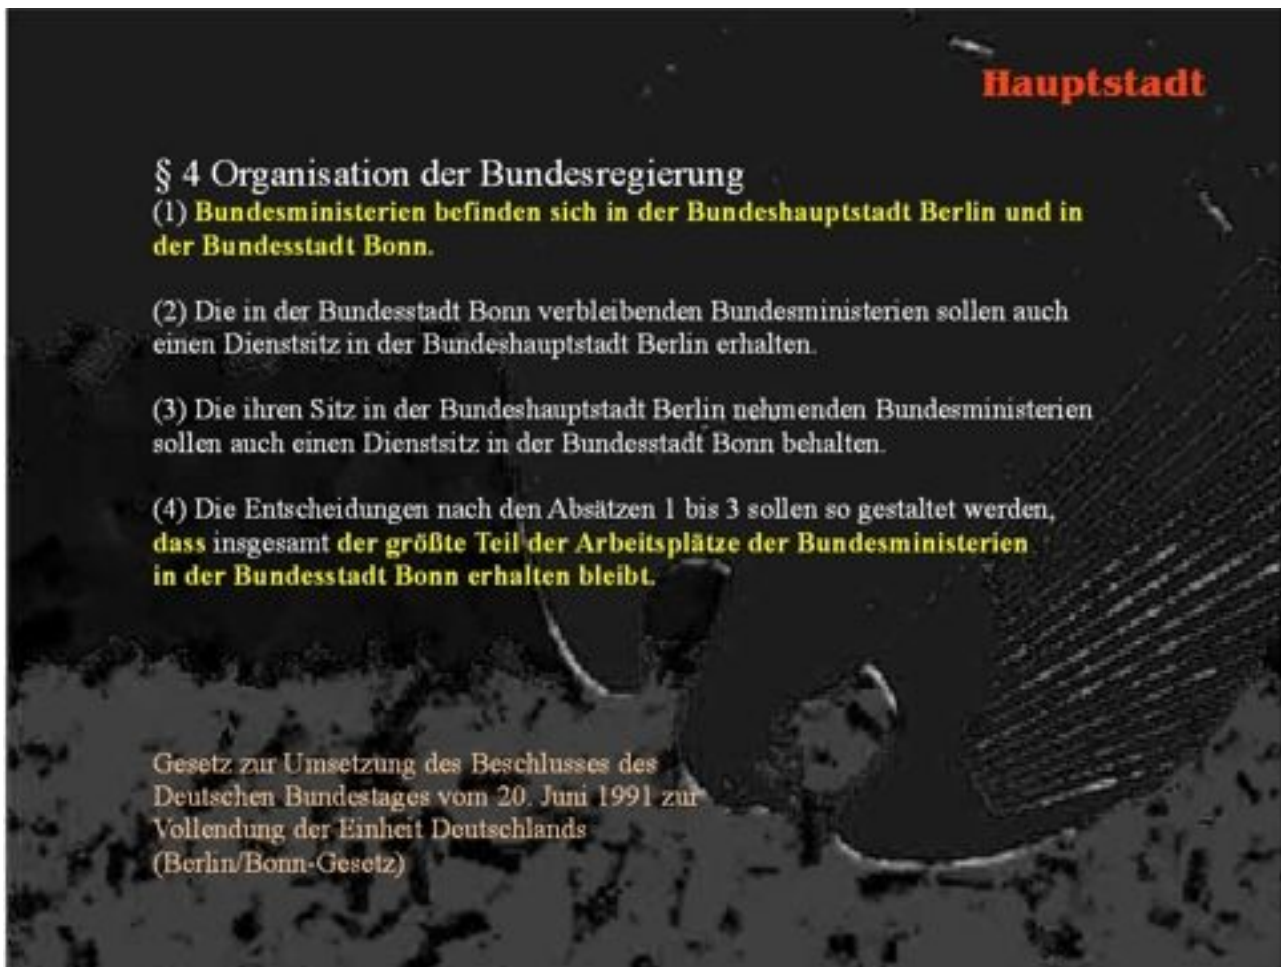 Hauptstadt
§ 4 Organisation der Bundesregierung
(1) Bundesministerien befinden sich in der Bundeshauptstadt Berlin und in
der Bundesstadt Bonn.
(2) Die in der Bundesstadt Bonn verbleibenden Bundesministerien sollen auch
einen Dienstsitz in der Bundeshauptstadt Berlin erhalten.
(3) Die ihren Sitz in der Bundeshauptstadt Berlin nehmenden Bundesministerien
sollen auch einen Dienstsitz in der Bundesstadt Bonn behalten.
(4) Die Entscheidungen nach den Absätzen 1 bis 3 sollen so gestaltet werden,
dass insgesamt der größte Teil der Arbeitsplätze der Bundesministerien
in der Bundesstadt Bonn erhalten bleibt.
Gesetz zur Umsetzung des Beschlusses des
Deutschen Bundestages vom 20. Juni 1991 zur
Vollendung der Einheit Deutschlands
(Berlin/Bonn-Gesetz)